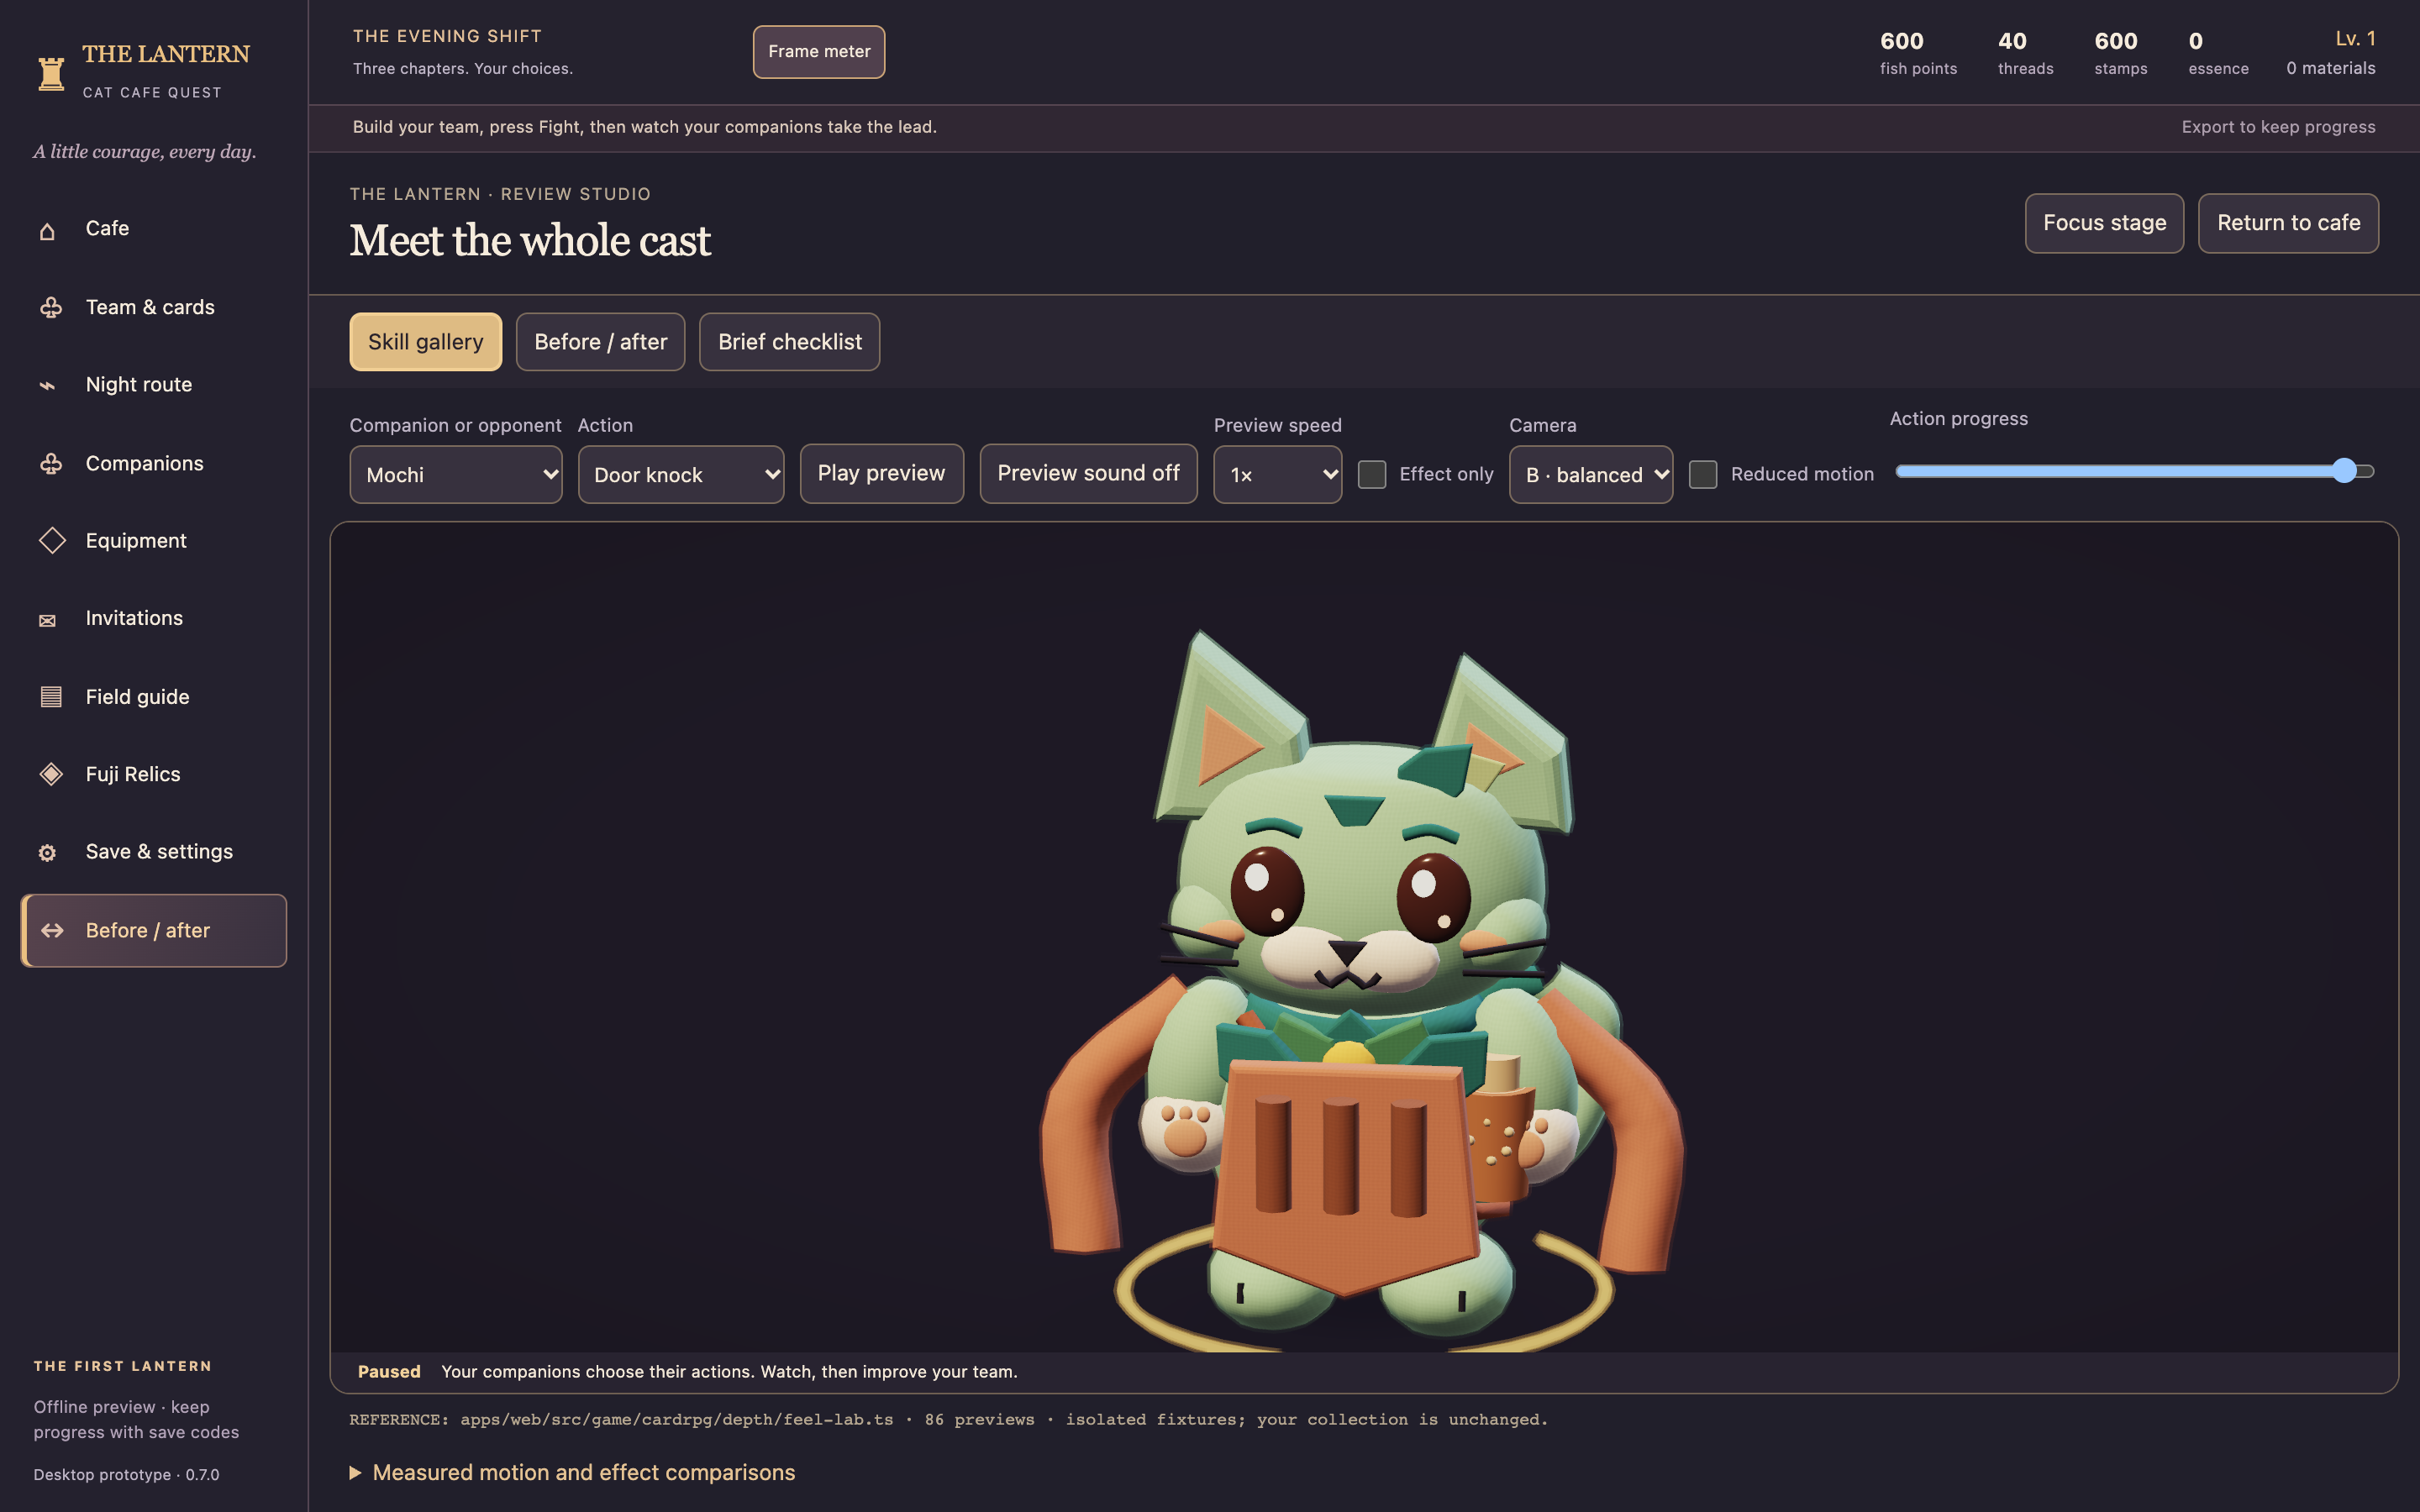 THE LANTERN
CAT CAFE QUEST
A little courage, every day.
Cafe
Team & cards
Night route
Companions
Equipment
Invitations
Field guide
Fuji Relics
Save & settings
Before / after
THE FIRST LANTERN
Offline preview · keep
progress with save codes
Desktop prototype · 0.7.0
THE EVENING SHIFT
Three chapters. Your choices.
Frame meter
600
fish points
40
threads
600
stamps
0
essence
Lv. 1
0 materials
Build your team, press Fight, then watch your companions take the lead.
Export to keep progress
THE LANTERN · REVIEW STUDIO
Meet the whole cast
Focus stage
Return to cafe
Skill gallery
Before / after
Brief checklist
Companion or opponent
Mochi
Action
Door knock
Play preview
Preview sound off
Preview speed
1×
Effect only
Camera
B · balanced
Reduced motion
Action progress
Paused
Your companions choose their actions. Watch, then improve your team.
REFERENCE: apps/web/src/game/cardrpg/depth/feel-lab.ts · 86 previews · isolated fixtures; your collection is unchanged.
Measured motion and effect comparisons